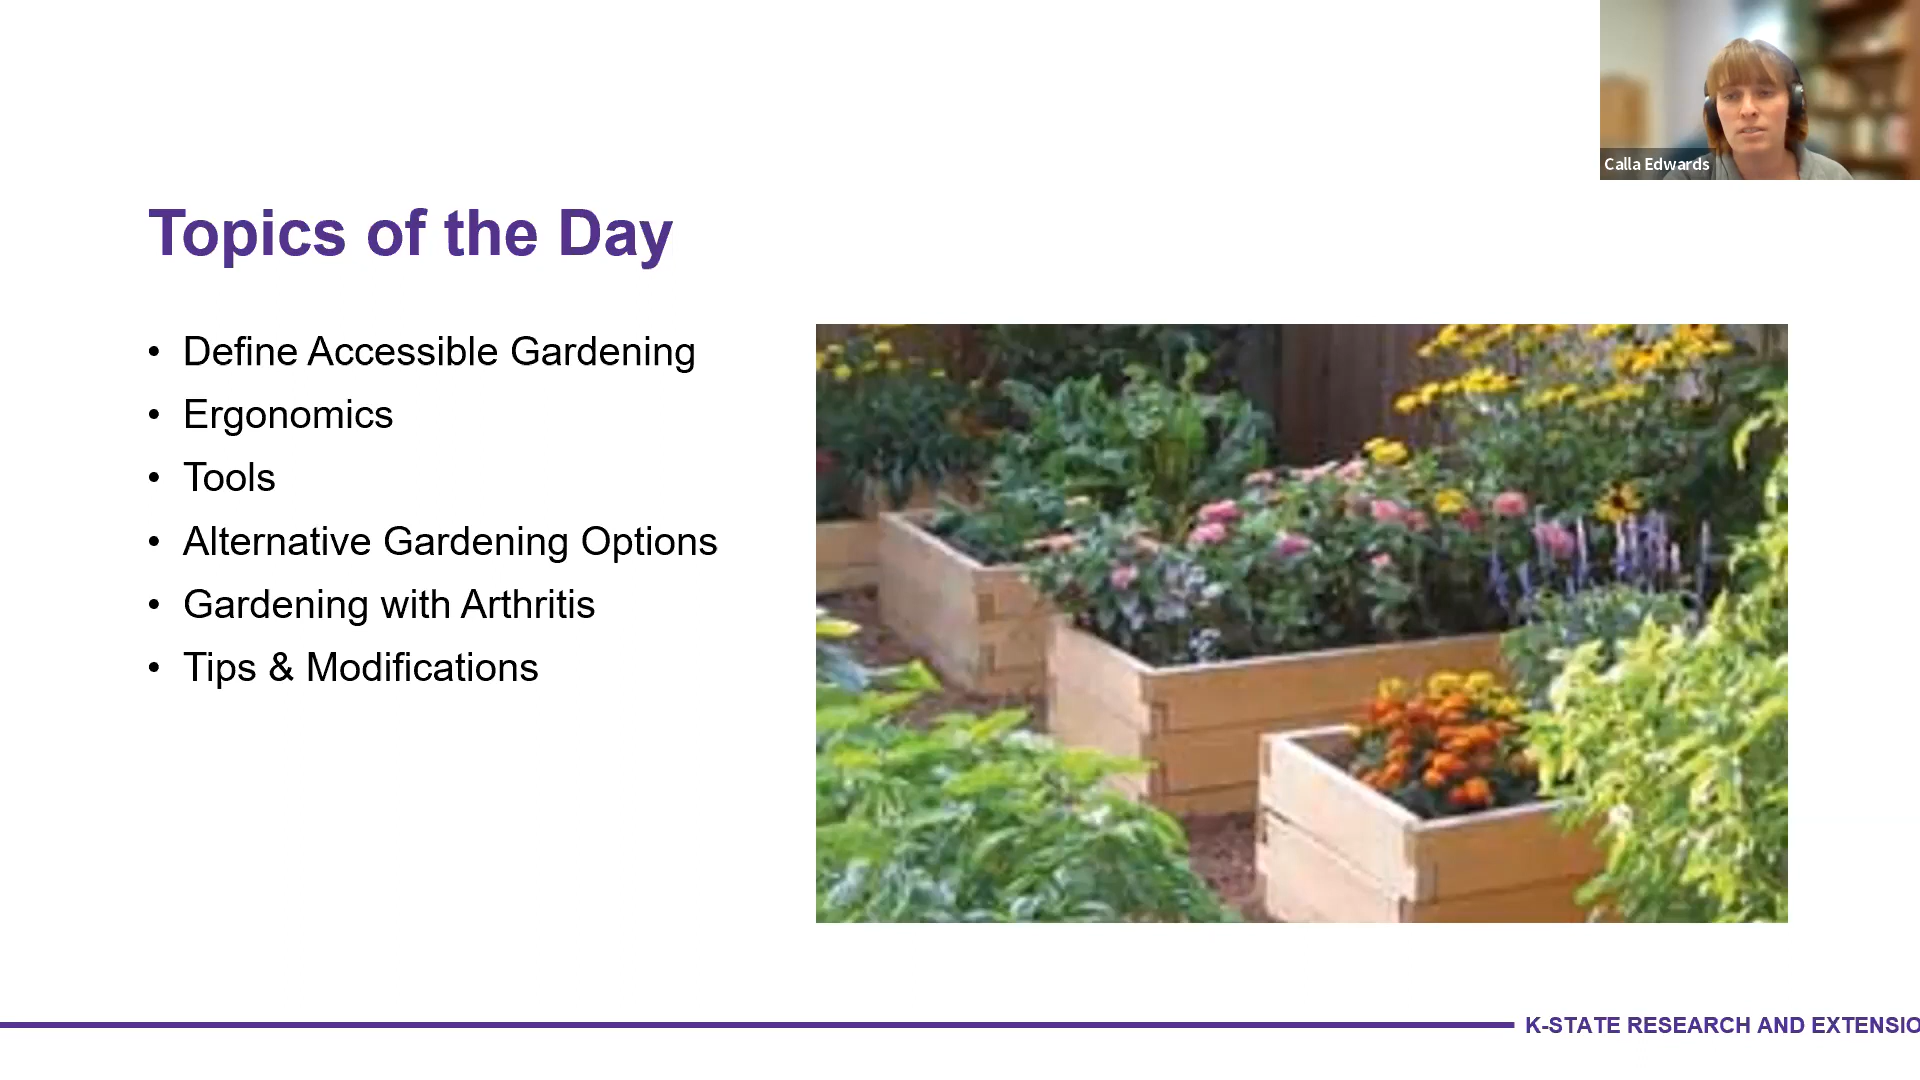 Calla Edwards
Topics of the Day
• Define Accessible Gardening
• Ergonomics
• Tools
• Alternative Gardening Options
• Gardening with Arthritis
• Tips & Modifications
K-STATE RESEARCH AND EXTENSIO